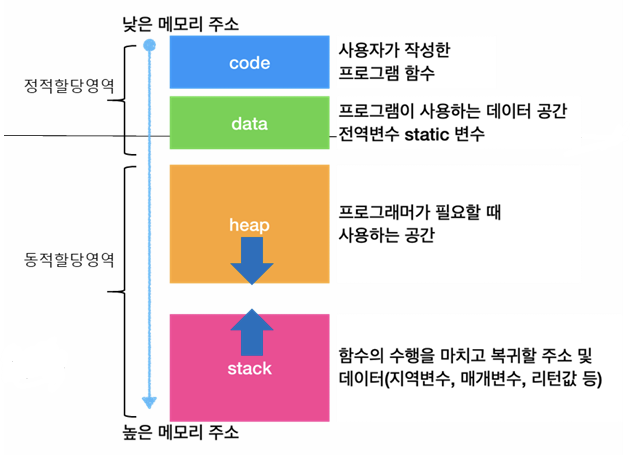 낮은 메모리 주소
code
사용자가 작성한
프로그램 함수
정적할당영역
data
프로그램이 사용하는 데이터 공간
전역변수 static 변수
heap
프로그래머가 필요할 때
사용하는 공간
동적할당영역
stack
함수의 수행을 마치고 복귀할 주소 및
데이터(지역변수, 매개변수, 리턴값 등)
높은 메모리 주소